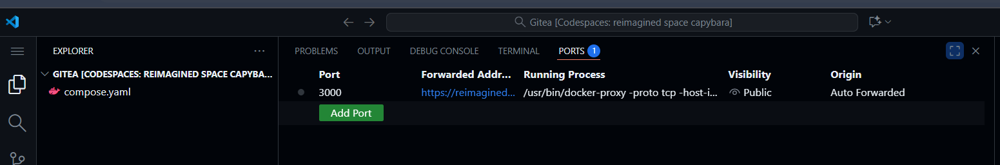 Gitea [Codespaces: reimagined space capybara]
EXPLORER
GITEA [CODESPACES: REIMAGINED SPACE CAPYBA...
compose.yaml
PROBLEMS OUTPUT DEBUG CONSOLE TERMINAL PORTS 1
Port Forwarded Addr... Running Process Visibility Origin
3000 https://reimagined... /usr/bin/docker-proxy -proto tcp -host-i... Public Auto Forwarded
Add Port